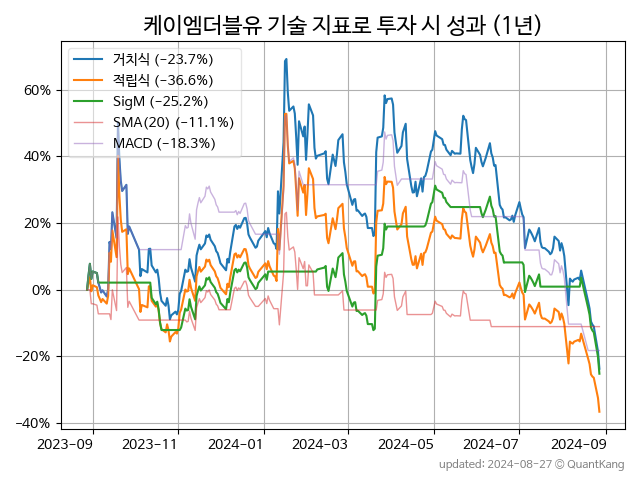 케이엠더블유 기술 지표로 투자 시 성과 (1년)
거치식 (-23.7%)
적립식 (-36.6%)
SigM (-25.2%)
SMA(20) (-11.1%)
MACD (-18.3%)
60%
40%
20%
0%
-20%
-40%
2023-09 2023-11 2024-01 2024-03 2024-05 2024-07 2024-09
updated: 2024-08-27 © QuantKang